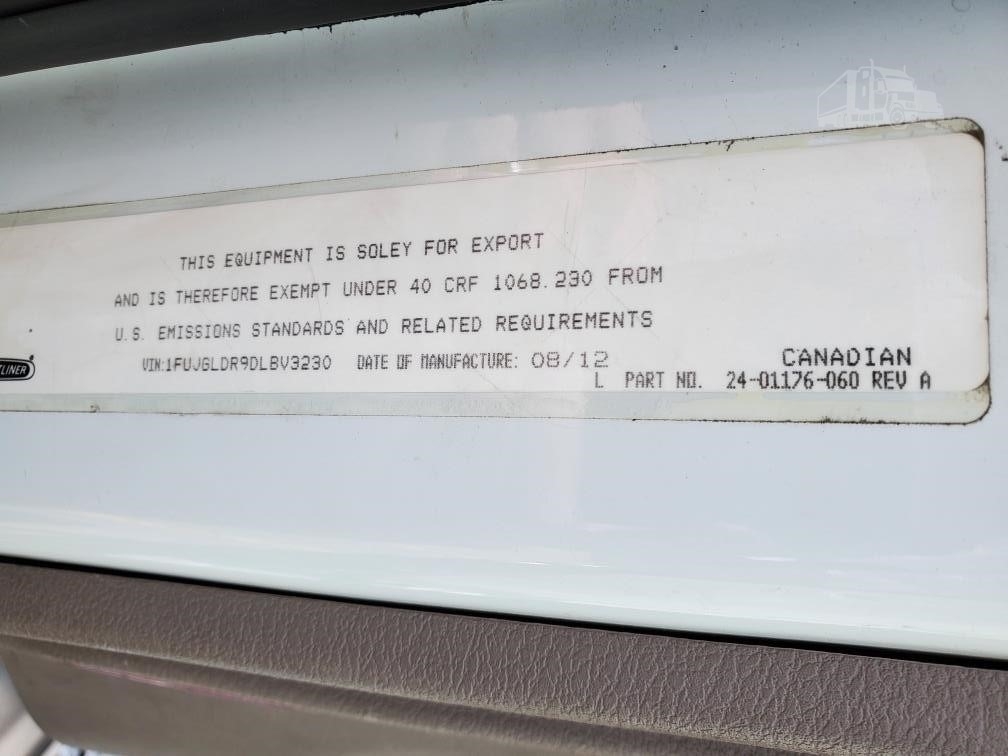 THIS EQUIPMENT IS SOLEY FOR EXPORT
AND IS THEREFORE EXEMPT UNDER 40 CRF 1068.230 FROM
U.S. EMISSIONS STANDARDS AND RELATED REQUIREMENTS
VIN:1FUJGLDR9DLBV3230 DATE OF MANUFACTURE: 08/12
CANADIAN
TLINER
L PART NO. 24-01176-060 REV A